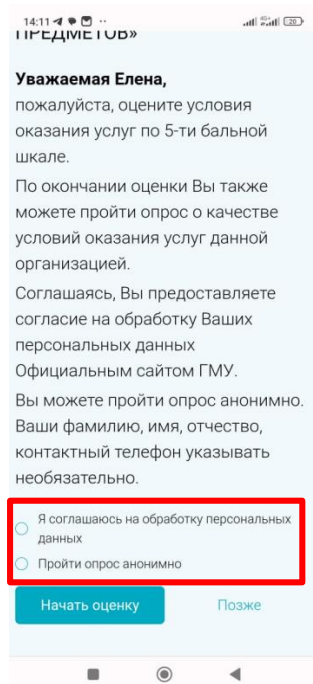 14:11
20
ПРЕДМЕТОВ»
Уважаемая Елена,
пожалуйста, оцените условия
оказания услуг по 5-ти бальной
шкале.
По окончании оценки Вы также
можете пройти опрос о качестве
условий оказания услуг данной
организацией.
Соглашаясь, Вы предоставляете
согласие на обработку Ваших
персональных данных
Официальным сайтом ГМУ.
Вы можете пройти опрос анонимно.
Ваши фамилию, имя, отчество,
контактный телефон указывать
необязательно.
Я соглашаюсь на обработку персональных
данных
Пройти опрос анонимно
Начать оценку
Позже